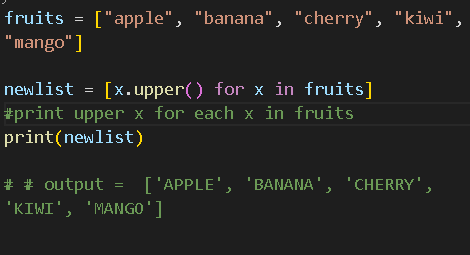 fruits = ["apple", "banana", "cherry", "kiwi",
"mango"]
newlist = [x.upper() for x in fruits]
#print upper x for each x in fruits
print(newlist)
# # output =  ['APPLE', 'BANANA', 'CHERRY',
'KIWI', 'MANGO']